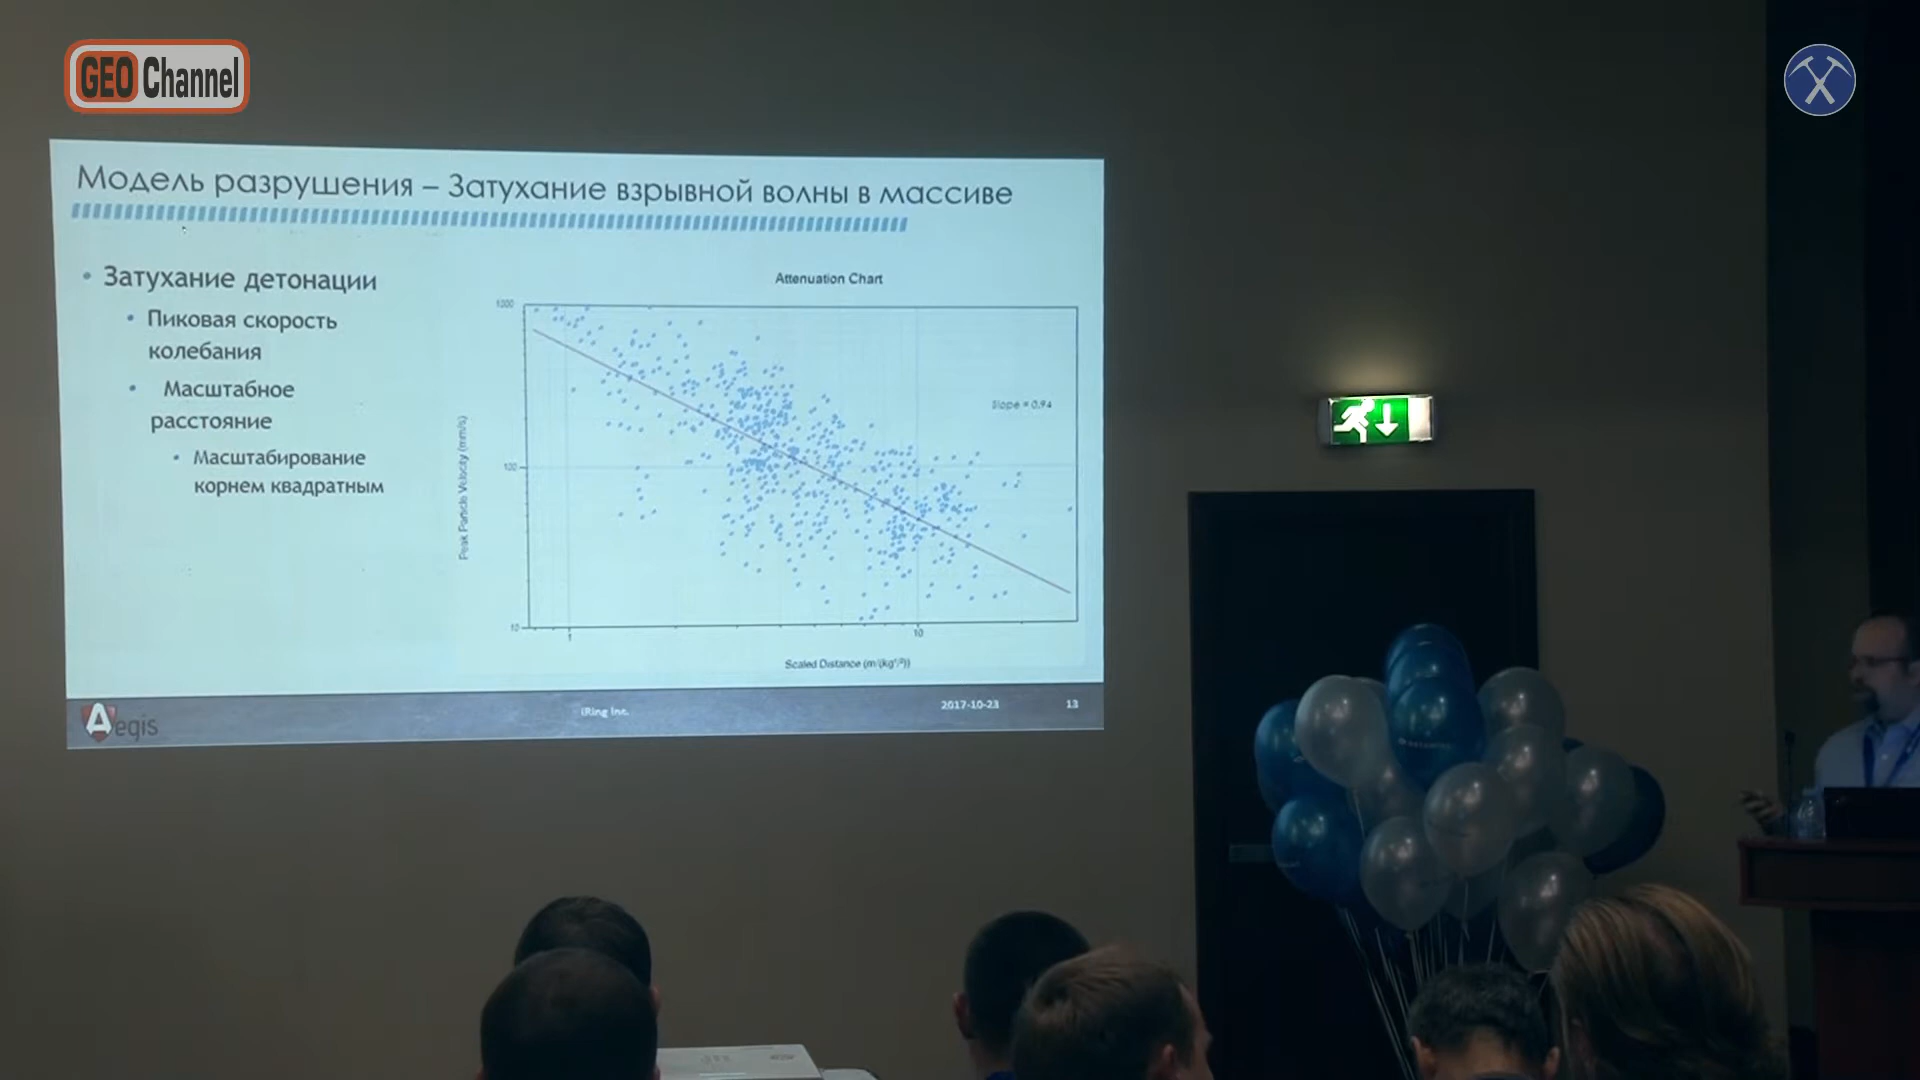 GEO Channel
Модель разрушения – Затухание взрывной волны в массиве
• Затухание детонации
• Пиковая скорость
колебания
• Масштабное
расстояние
• Масштабирование
корнем квадратным
Attenuation Chart
1000
100
10
Peak Particle Velocity (mm/s)
Slope = 0.94
1
10
Scaled Distance (m/(kg^1/2))
Aegis
iRing Inc.
2017-10-23
13